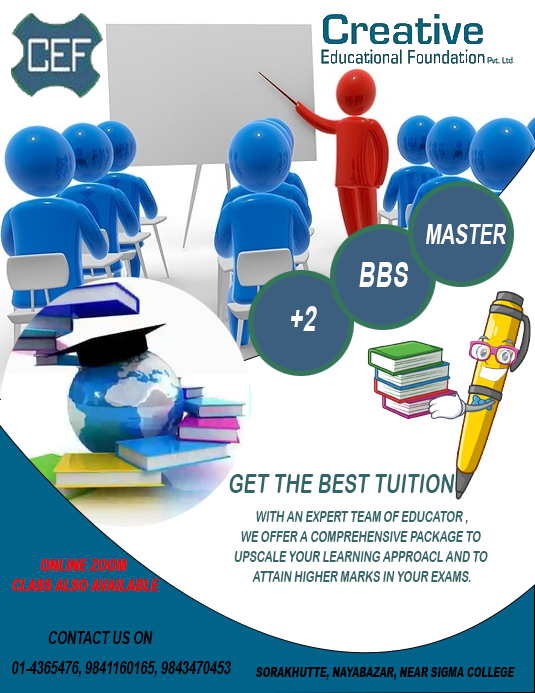 CEF
Creative
Educational Foundation Pvt. Ltd.
MASTER
BBS
+2
GET THE BEST TUITION
WITH AN EXPERT TEAM OF EDUCATOR ,
WE OFFER A COMPREHENSIVE PACKAGE TO
UPSCALE YOUR LEARNING APPROACL AND TO
ATTAIN HIGHER MARKS IN YOUR EXAMS.
ONLINE ZOOM
CLASS ALSO AVAILABLE
CONTACT US ON
01-4365476, 9841160165, 9843470453
SORAKHUTTE, NAYABAZAR, NEAR SIGMA COLLEGE